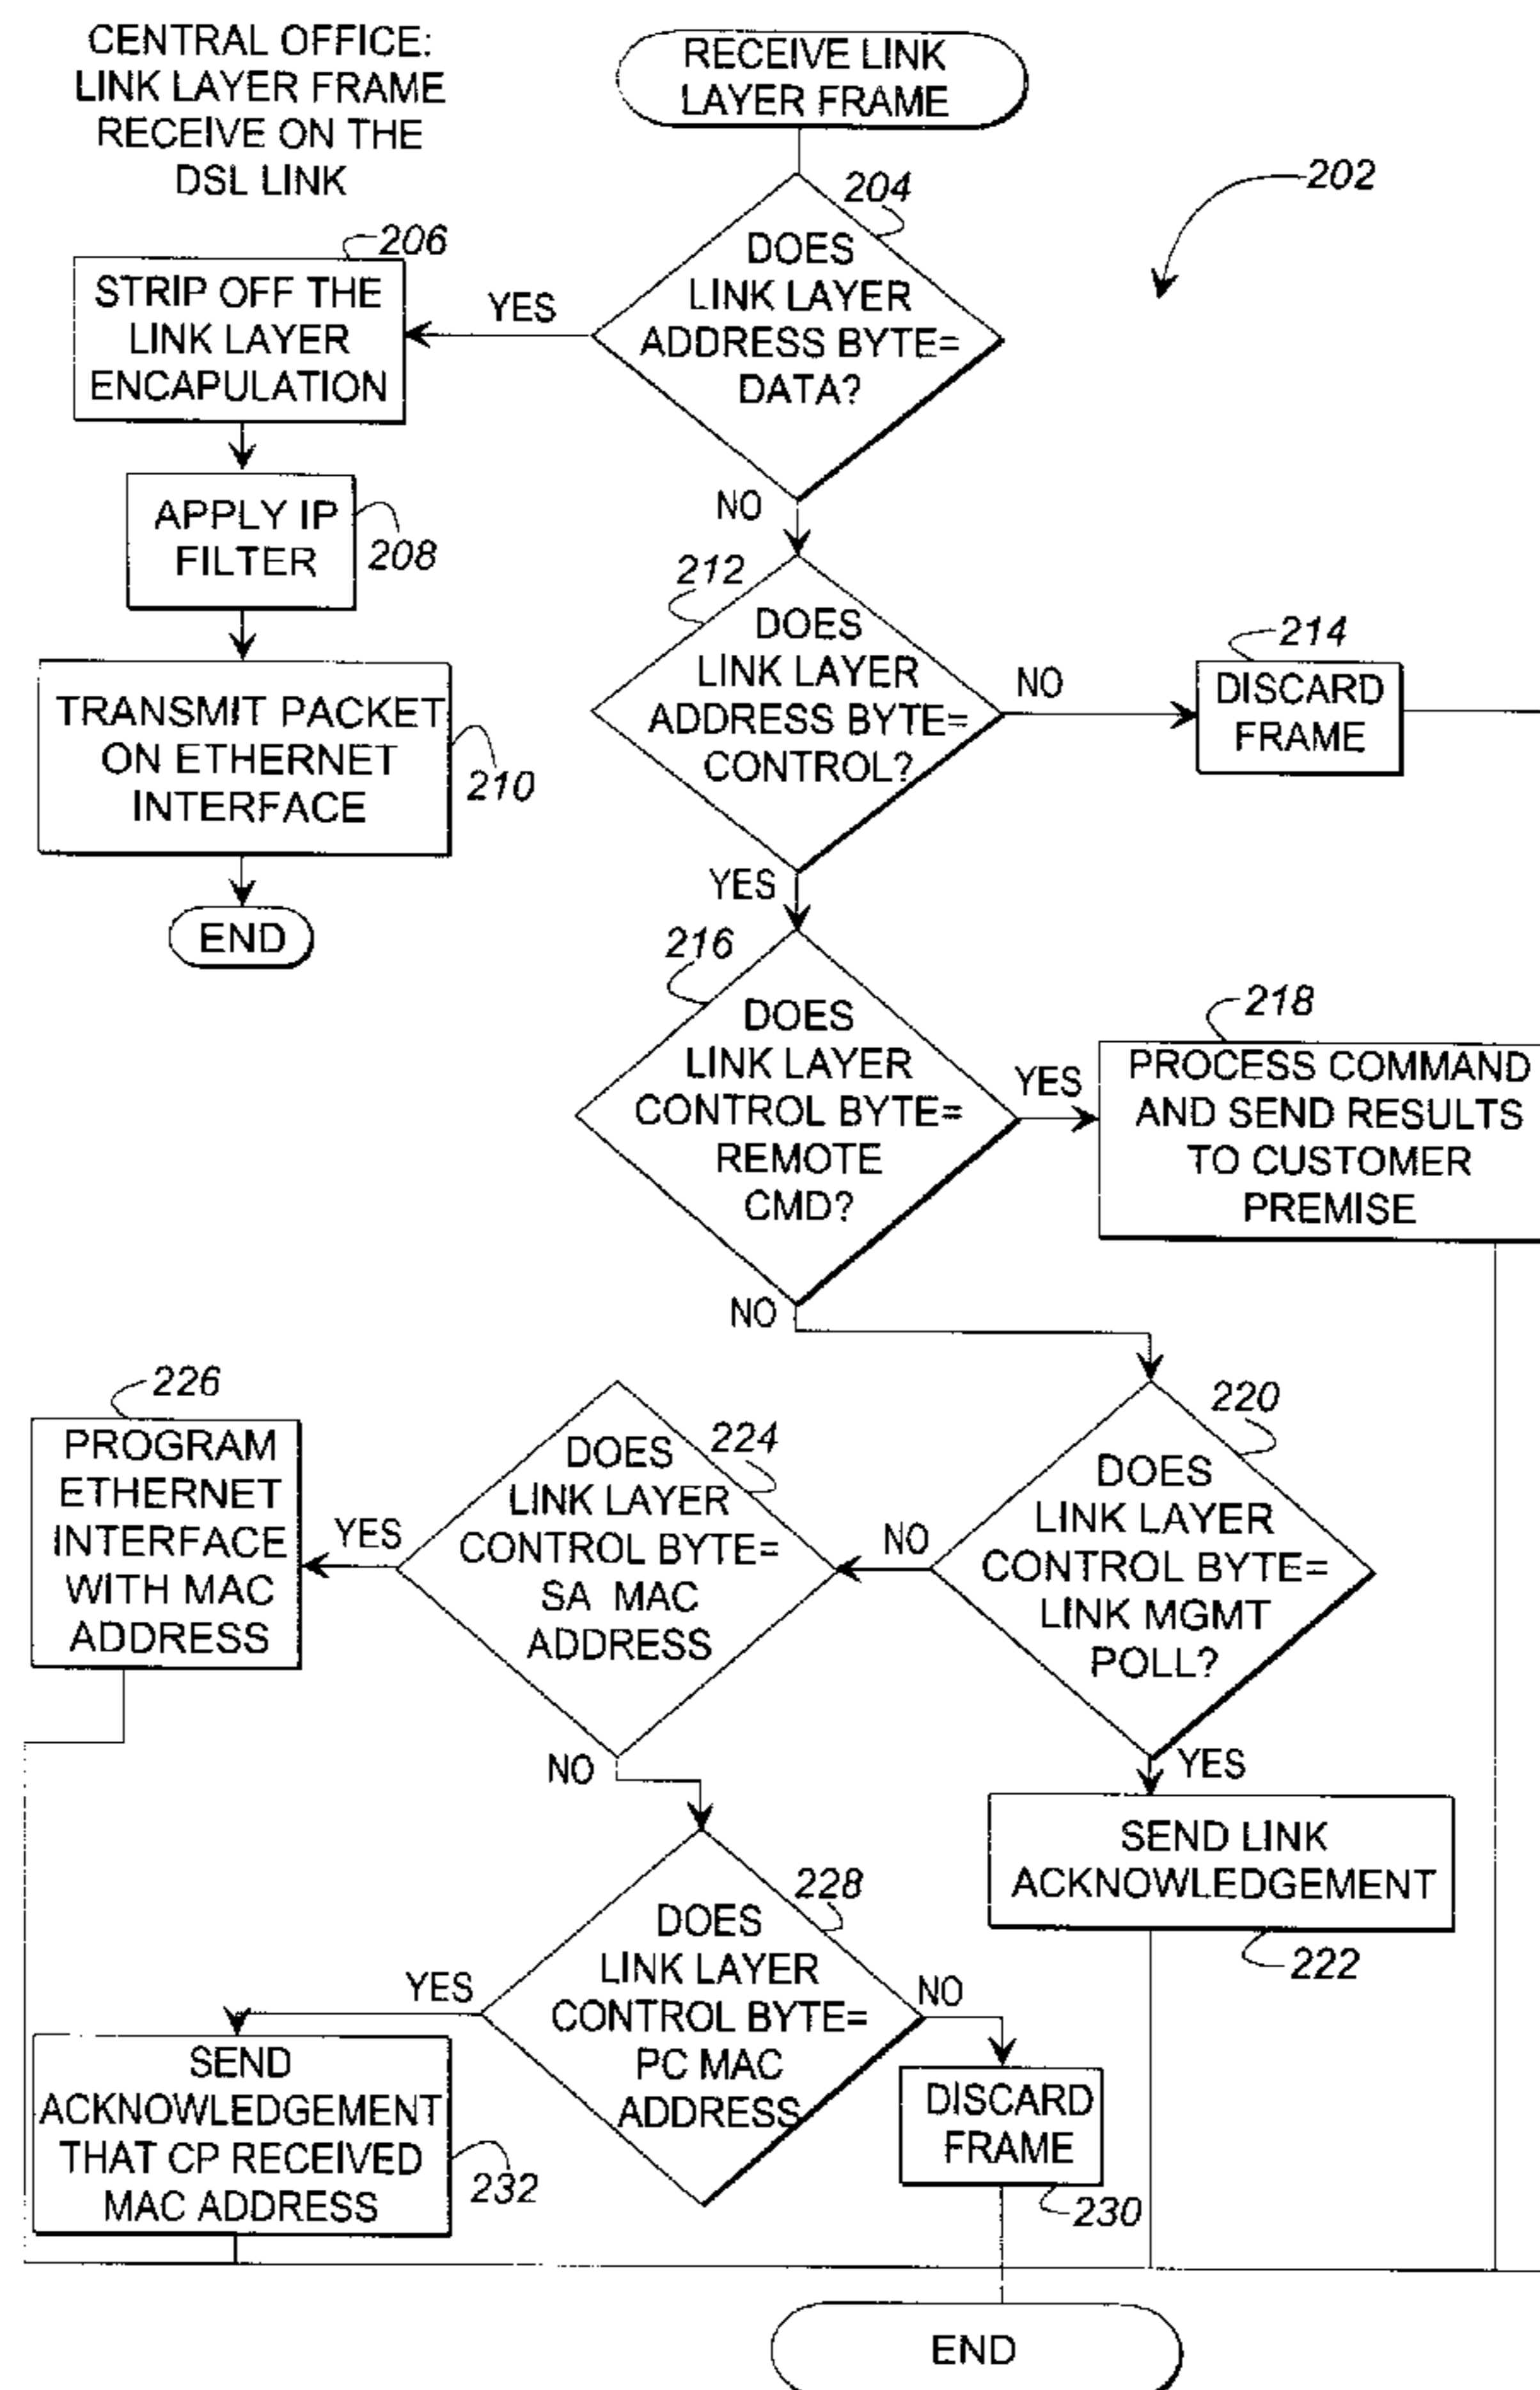 CENTRAL OFFICE:
LINK LAYER FRAME
RECEIVE ON THE
DSL LINK
RECEIVE LINK
LAYER FRAME
202
204
DOES
LINK LAYER
ADDRESS BYTE=
DATA?
YES
206
STRIP OFF THE
LINK LAYER
ENCAPULATION
APPLY IP
FILTER
208
TRANSMIT PACKET
ON ETHERNET
INTERFACE
210
END
NO
212
DOES
LINK LAYER
ADDRESS BYTE=
CONTROL?
NO
214
DISCARD
FRAME
YES
216
DOES
LINK LAYER
CONTROL BYTE=
REMOTE
CMD?
YES
218
PROCESS COMMAND
AND SEND RESULTS
TO CUSTOMER
PREMISE
NO
220
DOES
LINK LAYER
CONTROL BYTE=
LINK MGMT
POLL?
NO
224
DOES
LINK LAYER
CONTROL BYTE=
SA MAC
ADDRESS
YES
226
PROGRAM
ETHERNET
INTERFACE
WITH MAC
ADDRESS
YES
SEND LINK
ACKNOWLEDGEMENT
222
NO
228
DOES
LINK LAYER
CONTROL BYTE=
PC MAC
ADDRESS
YES
SEND
ACKNOWLEDGEMENT
THAT CP RECEIVED
MAC ADDRESS
232
NO
DISCARD
FRAME
230
END